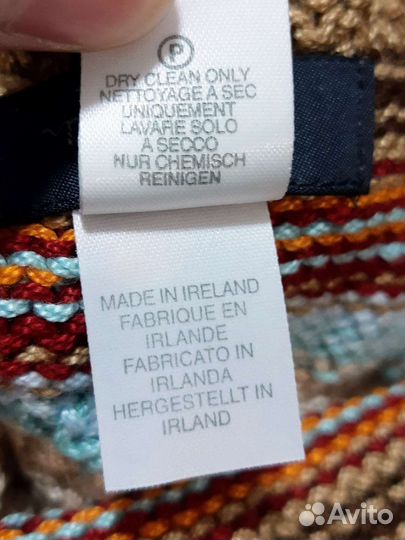 P
DRY CLEAN ONLY
NETTOYAGE A SEC
UNIQUEMENT
LAVARE SOLO
A SECCO
NUR CHEMISCH
REINIGEN
MADE IN IRELAND
FABRIQUE EN
IRLANDE
FABRICATO IN
IRLANDA
HERGESTELLT IN
IRLAND
Avito